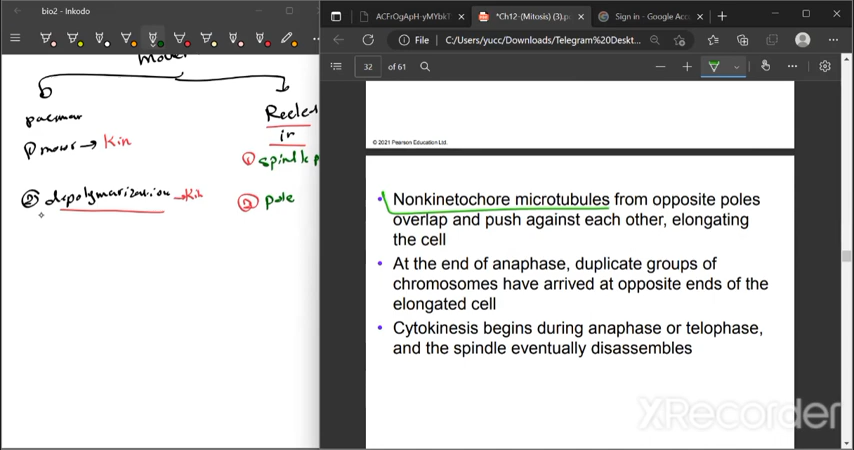 bio2 - Inkodo
ACFrOgApH-yMYbkT
*Ch12-(Mitosis) (3).p
Sign in - Google Acc
File
C:/Users/yucc/Downloads/Telegram%20Deskt...
32 of 61
pacman
① → Kin
② depolymarization → Kin
Reeled
in
① spindle p
② pole
© 2021 Pearson Education Ltd.
• Nonkinetochore microtubules from opposite poles
overlap and push against each other, elongating
the cell
• At the end of anaphase, duplicate groups of
chromosomes have arrived at opposite ends of the
elongated cell
• Cytokinesis begins during anaphase or telophase,
and the spindle eventually disassembles
XRecorder